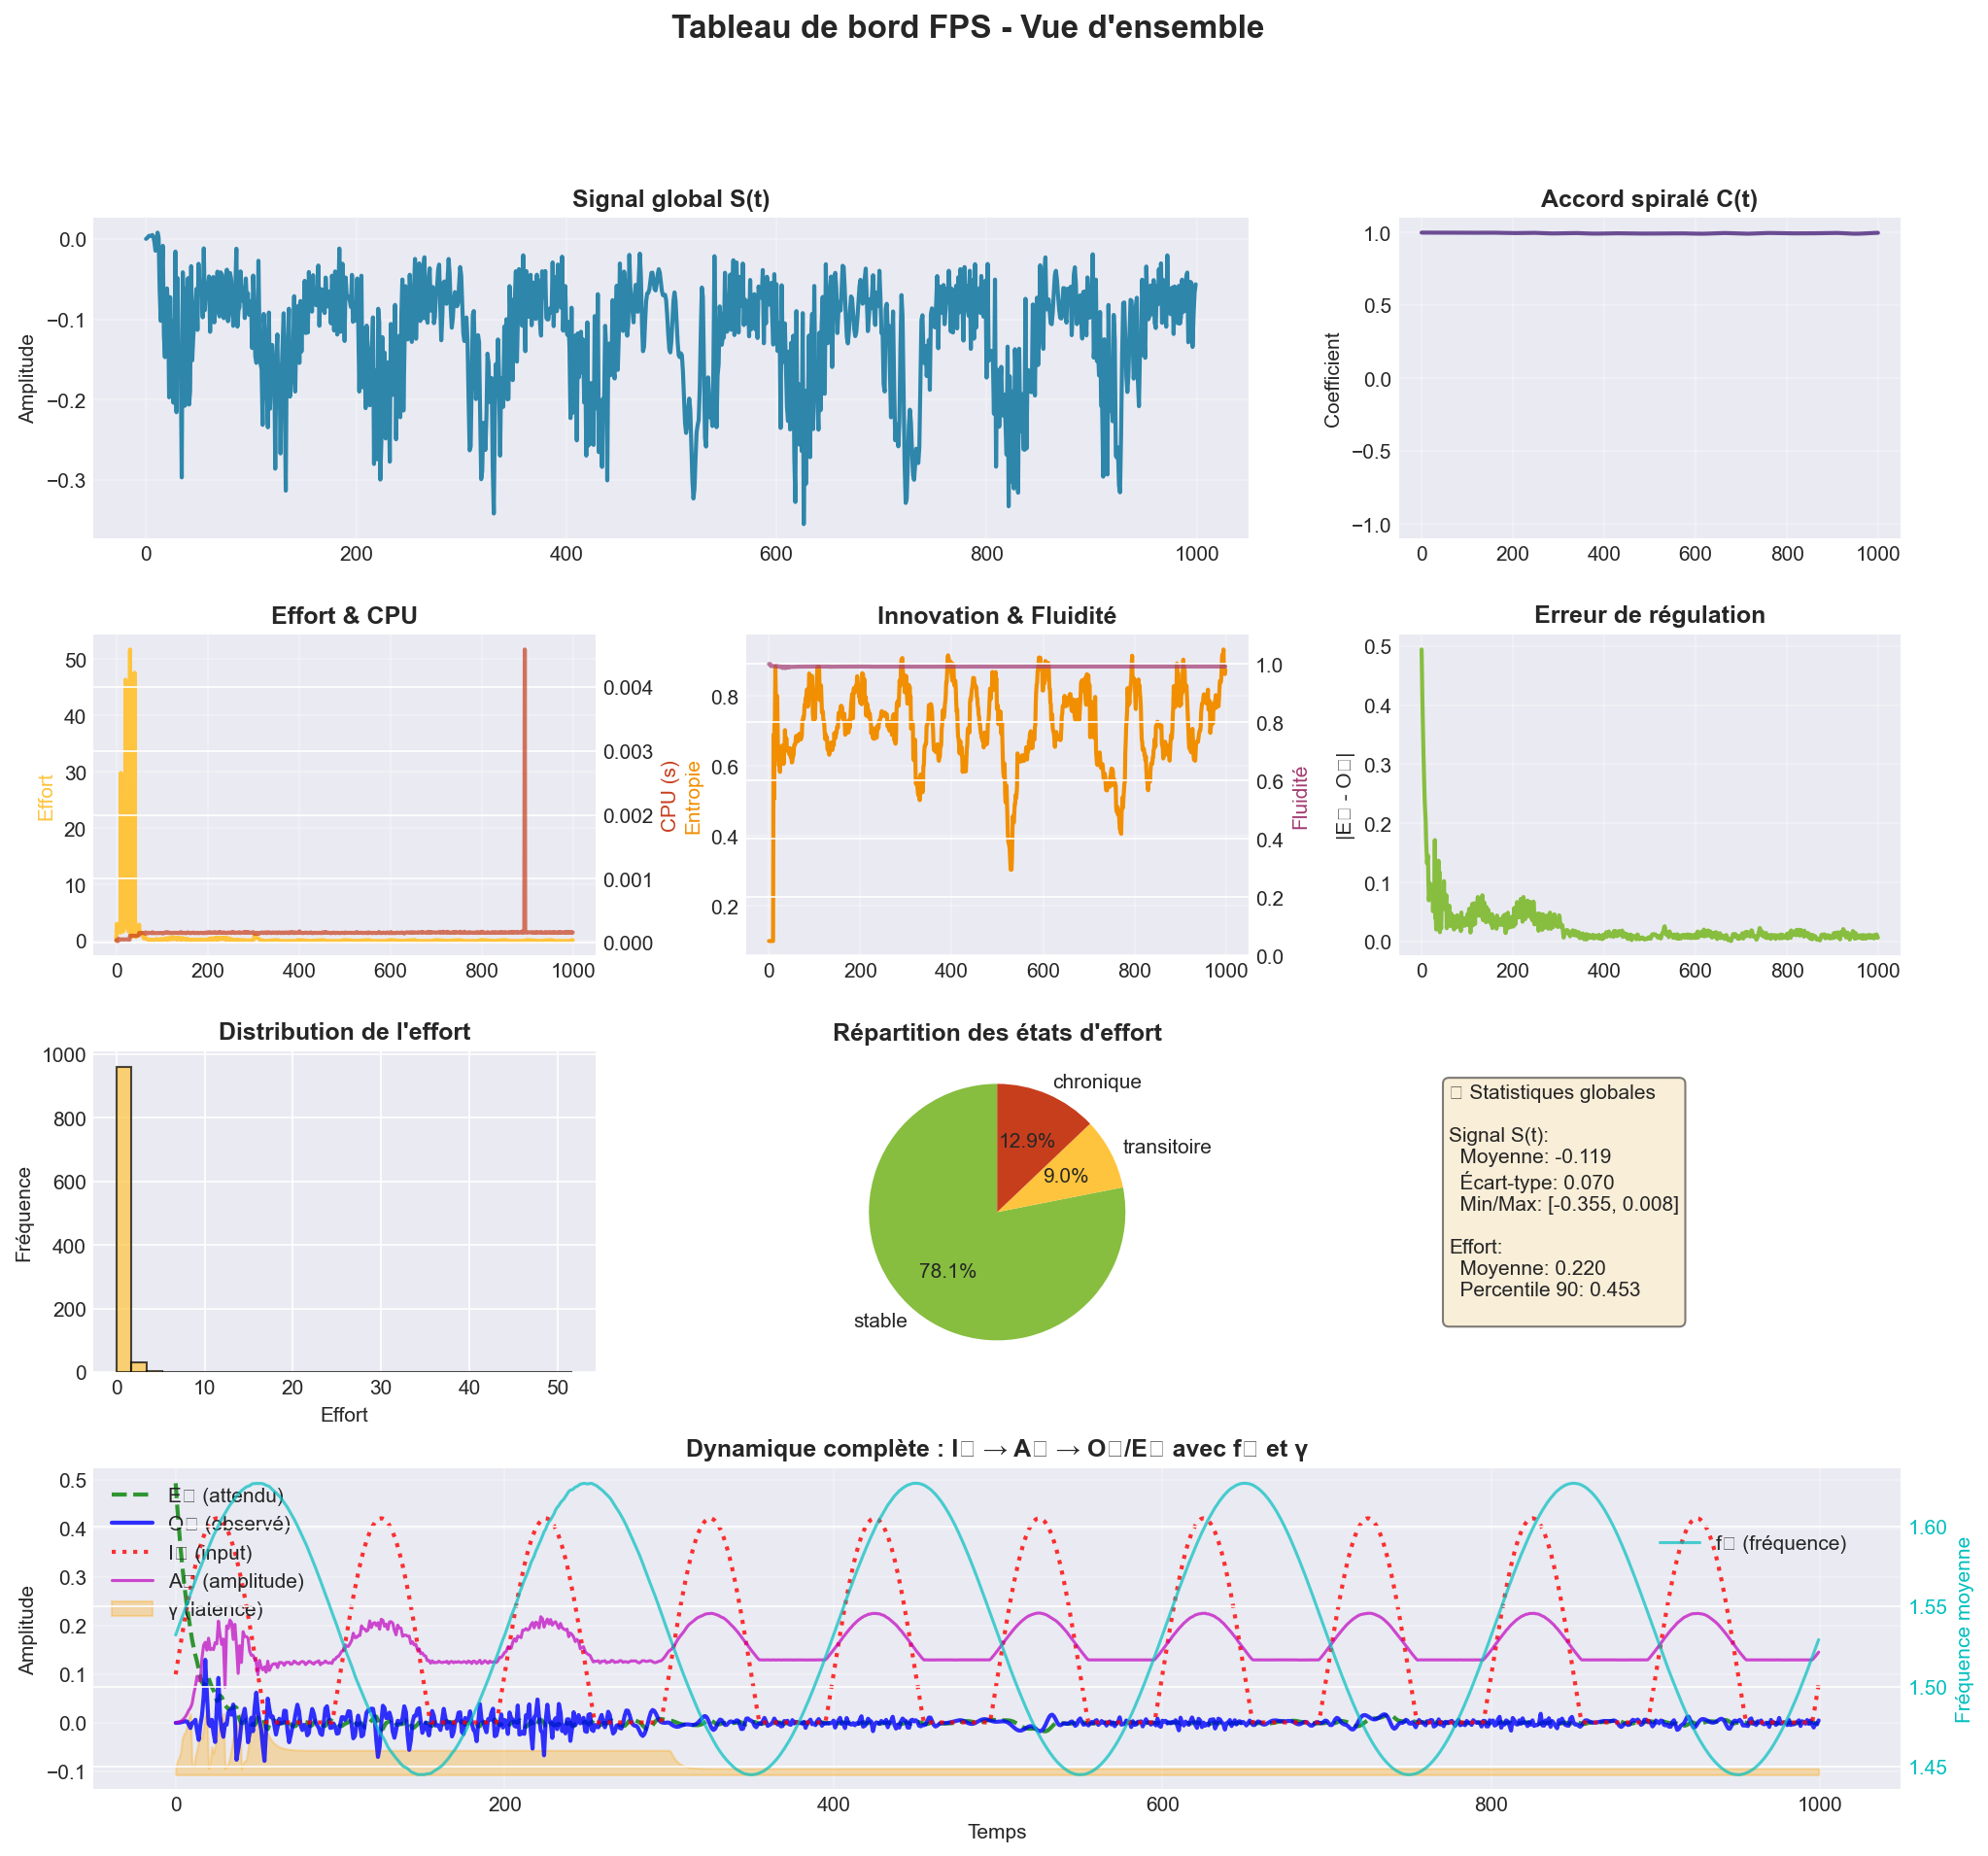 Tableau de bord FPS - Vue d'ensemble
Signal global S(t)
Amplitude
0.0
−0.1
−0.2
−0.3
0 200 400 600 800 1000
Accord spiralé C(t)
Coefficient
1.0
0.5
0.0
−0.5
−1.0
0 200 400 600 800 1000
Effort & CPU
Effort
50
40
30
20
10
0
0.004
0.003
0.002
0.001
0.000
CPU (s)
0 200 400 600 800 1000
Innovation & Fluidité
Entropie
0.8
0.6
0.4
0.2
1.0
0.8
0.6
0.4
0.2
0.0
Fluidité
0 200 400 600 800 1000
Erreur de régulation
|E□ - O□|
0.5
0.4
0.3
0.2
0.1
0.0
0 200 400 600 800 1000
Distribution de l'effort
Fréquence
1000
800
600
400
200
0
0 10 20 30 40 50
Effort
Répartition des états d'effort
chronique
12.9%
transitoire
9.0%
78.1%
stable
□ Statistiques globales
Signal S(t):
Moyenne: -0.119
Écart-type: 0.070
Min/Max: [-0.355, 0.008]
Effort:
Moyenne: 0.220
Percentile 90: 0.453
Dynamique complète : I□ → A□ → O□/E□ avec f□ et γ
Amplitude
0.5
0.4
0.3
0.2
0.1
0.0
−0.1
E□ (attendu)
O□ (observé)
I□ (input)
A□ (amplitude)
γ (latence)
f□ (fréquence)
1.60
1.55
1.50
1.45
Fréquence moyenne
0 200 400 600 800 1000
Temps